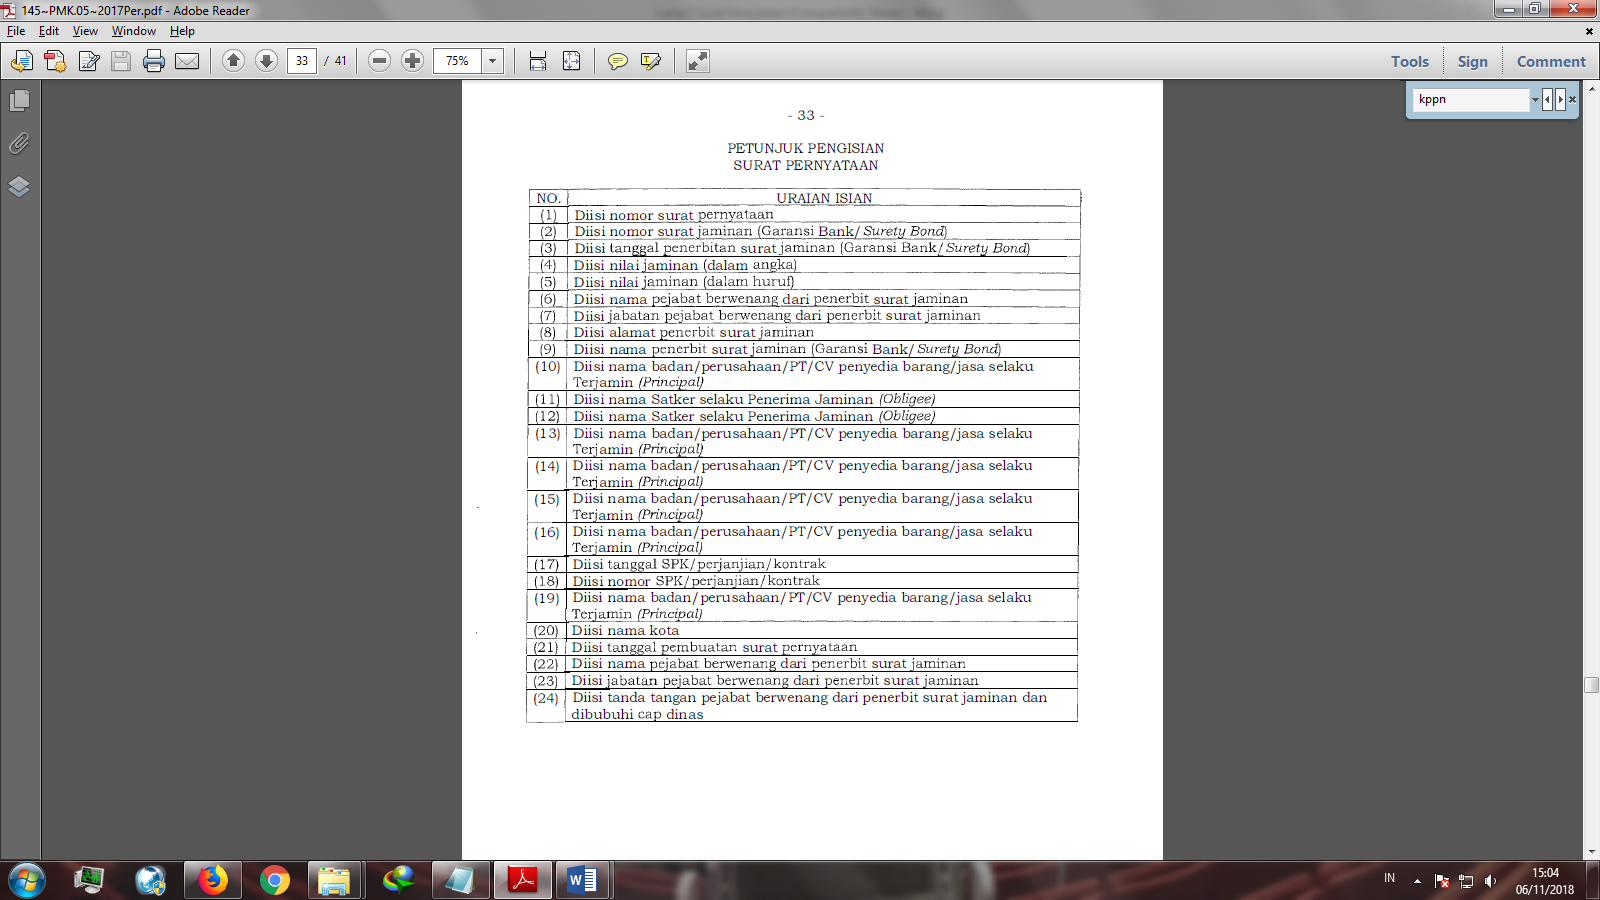 145~PMK.05~2017Per.pdf - Adobe Reader
File Edit View Window Help
33 / 41 75% Tools Sign Comment
kppn
- 33 -
PETUNJUK PENGISIAN
SURAT PERNYATAAN
NO. URAIAN ISIAN
(1) Diisi nomor surat pernyataan
(2) Diisi nomor surat jaminan (Garansi Bank/Surety Bond)
(3) Diisi tanggal penerbitan surat jaminan (Garansi Bank/Surety Bond)
(4) Diisi nilai jaminan (dalam angka)
(5) Diisi nilai jaminan (dalam huruf)
(6) Diisi nama pejabat berwenang dari penerbit surat jaminan
(7) Diisi jabatan pejabat berwenang dari penerbit surat jaminan
(8) Diisi alamat penerbit surat jaminan
(9) Diisi nama penerbit surat jaminan (Garansi Bank/Surety Bond)
(10) Diisi nama badan/perusahaan/PT/CV penyedia barang/jasa selaku
Terjamin (Principal)
(11) Diisi nama Satker selaku Penerima Jaminan (Obligee)
(12) Diisi nama Satker selaku Penerima Jaminan (Obligee)
(13) Diisi nama badan/perusahaan/PT/CV penyedia barang/jasa selaku
Terjamin (Principal)
(14) Diisi nama badan/perusahaan/PT/CV penyedia barang/jasa selaku
Terjamin (Principal)
(15) Diisi nama badan/perusahaan/PT/CV penyedia barang/jasa selaku
Terjamin (Principal)
(16) Diisi nama badan/perusahaan/PT/CV penyedia barang/jasa selaku
Terjamin (Principal)
(17) Diisi tanggal SPK/perjanjian/kontrak
(18) Diisi nomor SPK/perjanjian/kontrak
(19) Diisi nama badan/perusahaan/PT/CV penyedia barang/jasa selaku
Terjamin (Principal)
(20) Diisi nama kota
(21) Diisi tanggal pembuatan surat pernyataan
(22) Diisi nama pejabat berwenang dari penerbit surat jaminan
(23) Diisi jabatan pejabat berwenang dari penerbit surat jaminan
(24) Diisi tanda tangan pejabat berwenang dari penerbit surat jaminan dan
dibubuhi cap dinas
IN 15:04
06/11/2018